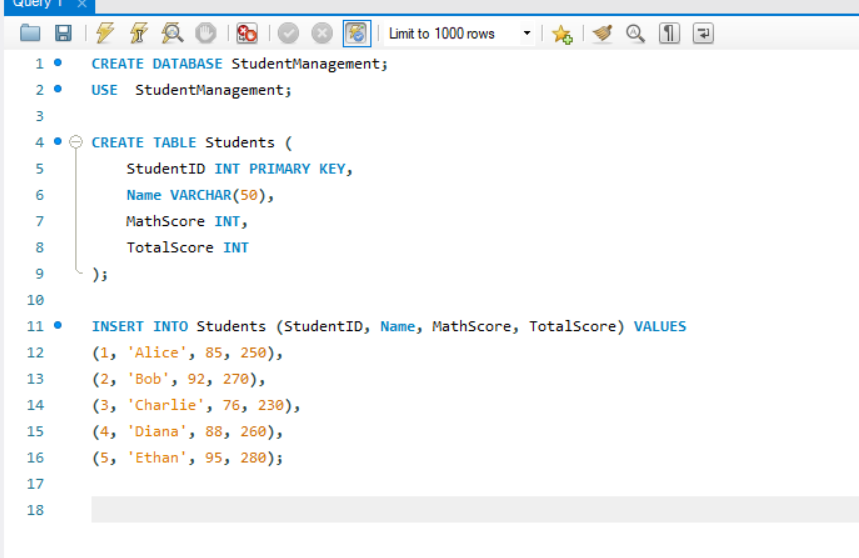 Query 1
Limit to 1000 rows
1 CREATE DATABASE StudentManagement;
2 USE  StudentManagement;
3
4 CREATE TABLE Students (
5     StudentID INT PRIMARY KEY,
6     Name VARCHAR(50),
7     MathScore INT,
8     TotalScore INT
9 );
10
11 INSERT INTO Students (StudentID, Name, MathScore, TotalScore) VALUES
12 (1, 'Alice', 85, 250),
13 (2, 'Bob', 92, 270),
14 (3, 'Charlie', 76, 230),
15 (4, 'Diana', 88, 260),
16 (5, 'Ethan', 95, 280);
17
18